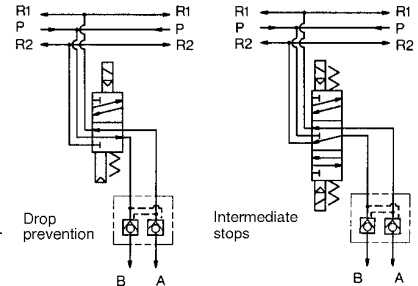 R1 R1 R1 R1
P P P P
R2 R2 R2 R2
Drop
prevention
Intermediate
stops
B A B A